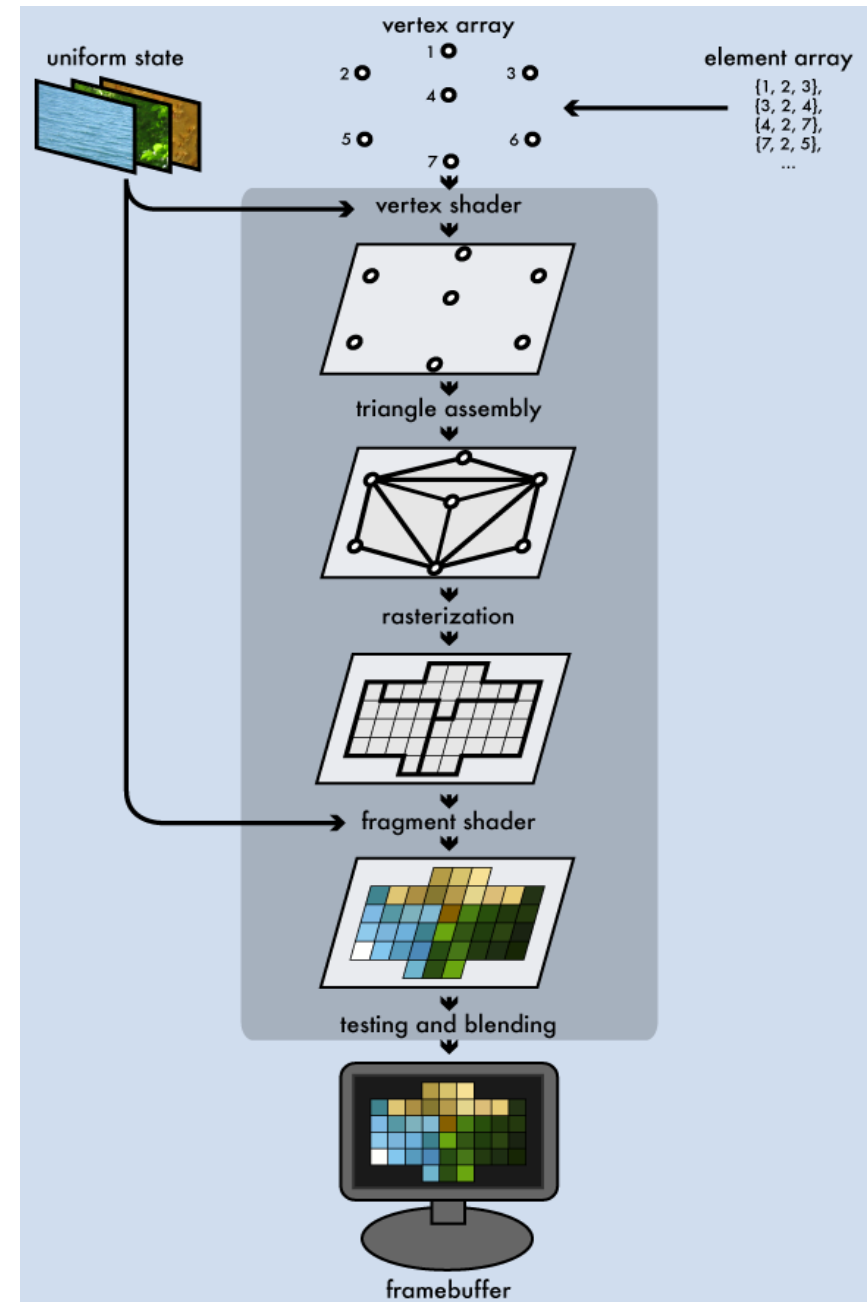 vertex array
uniform state
element array
1
2
3
4
5
6
7
{1, 2, 3},
{3, 2, 4},
{4, 2, 7},
{7, 2, 5},
...
vertex shader
triangle assembly
rasterization
fragment shader
testing and blending
framebuffer